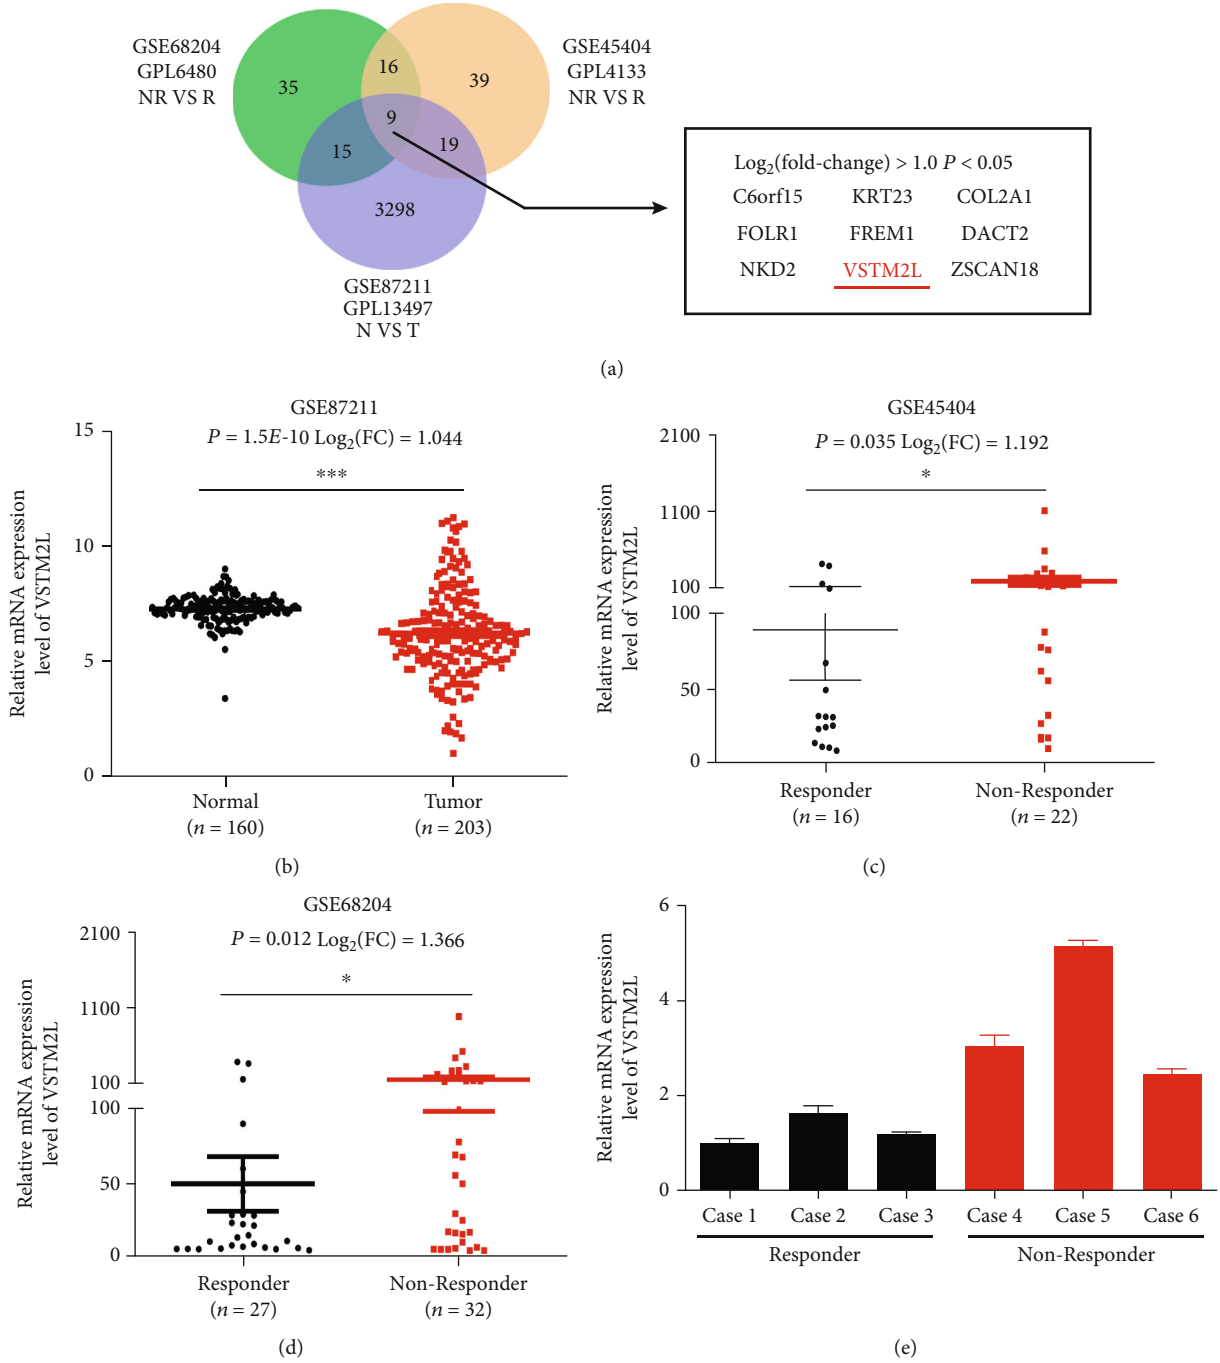 GSE68204
GPL6480
NR VS R
GSE45404
GPL4133
NR VS R
35
16
39
9
15
19
3298
GSE87211
GPL13497
N VS T
Log2(fold-change) > 1.0 P < 0.05
C6orf15 KRT23 COL2A1
FOLR1 FREM1 DACT2
NKD2 VSTM2L ZSCAN18
(a)
GSE87211
P = 1.5E-10 Log2(FC) = 1.044
***
Relative mRNA expression
level of VSTM2L
15
10
5
0
Normal
(n = 160)
Tumor
(n = 203)
(b)
GSE45404
P = 0.035 Log2(FC) = 1.192
*
Relative mRNA expression
level of VSTM2L
2100
1100
100
100
50
0
Responder
(n = 16)
Non-Responder
(n = 22)
(c)
GSE68204
P = 0.012 Log2(FC) = 1.366
*
Relative mRNA expression
level of VSTM2L
2100
1100
100
100
50
0
Responder
(n = 27)
Non-Responder
(n = 32)
(d)
Relative mRNA expression
level of VSTM2L
6
4
2
0
Case 1 Case 2 Case 3 Case 4 Case 5 Case 6
Responder Non-Responder
(e)